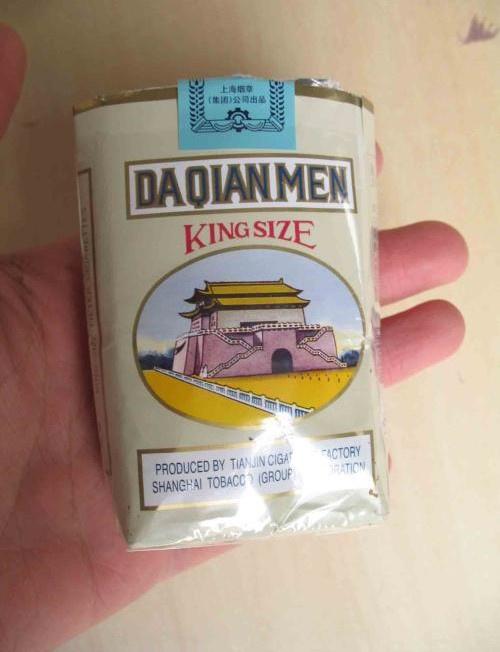 上海烟草
(集团)公司出品
DAQIANMEN
KING SIZE
PRODUCED BY TIANJIN FACTORY
SHANGHAI TOBACCO (GROUP)